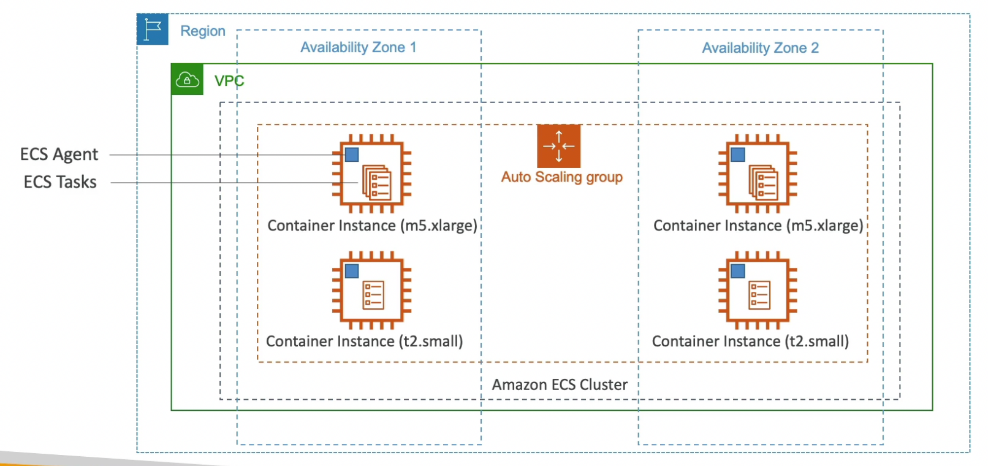 Region
Availability Zone 1
Availability Zone 2
VPC
ECS Agent
ECS Tasks
Auto Scaling group
Container Instance (m5.xlarge)
Container Instance (m5.xlarge)
Container Instance (t2.small)
Container Instance (t2.small)
Amazon ECS Cluster